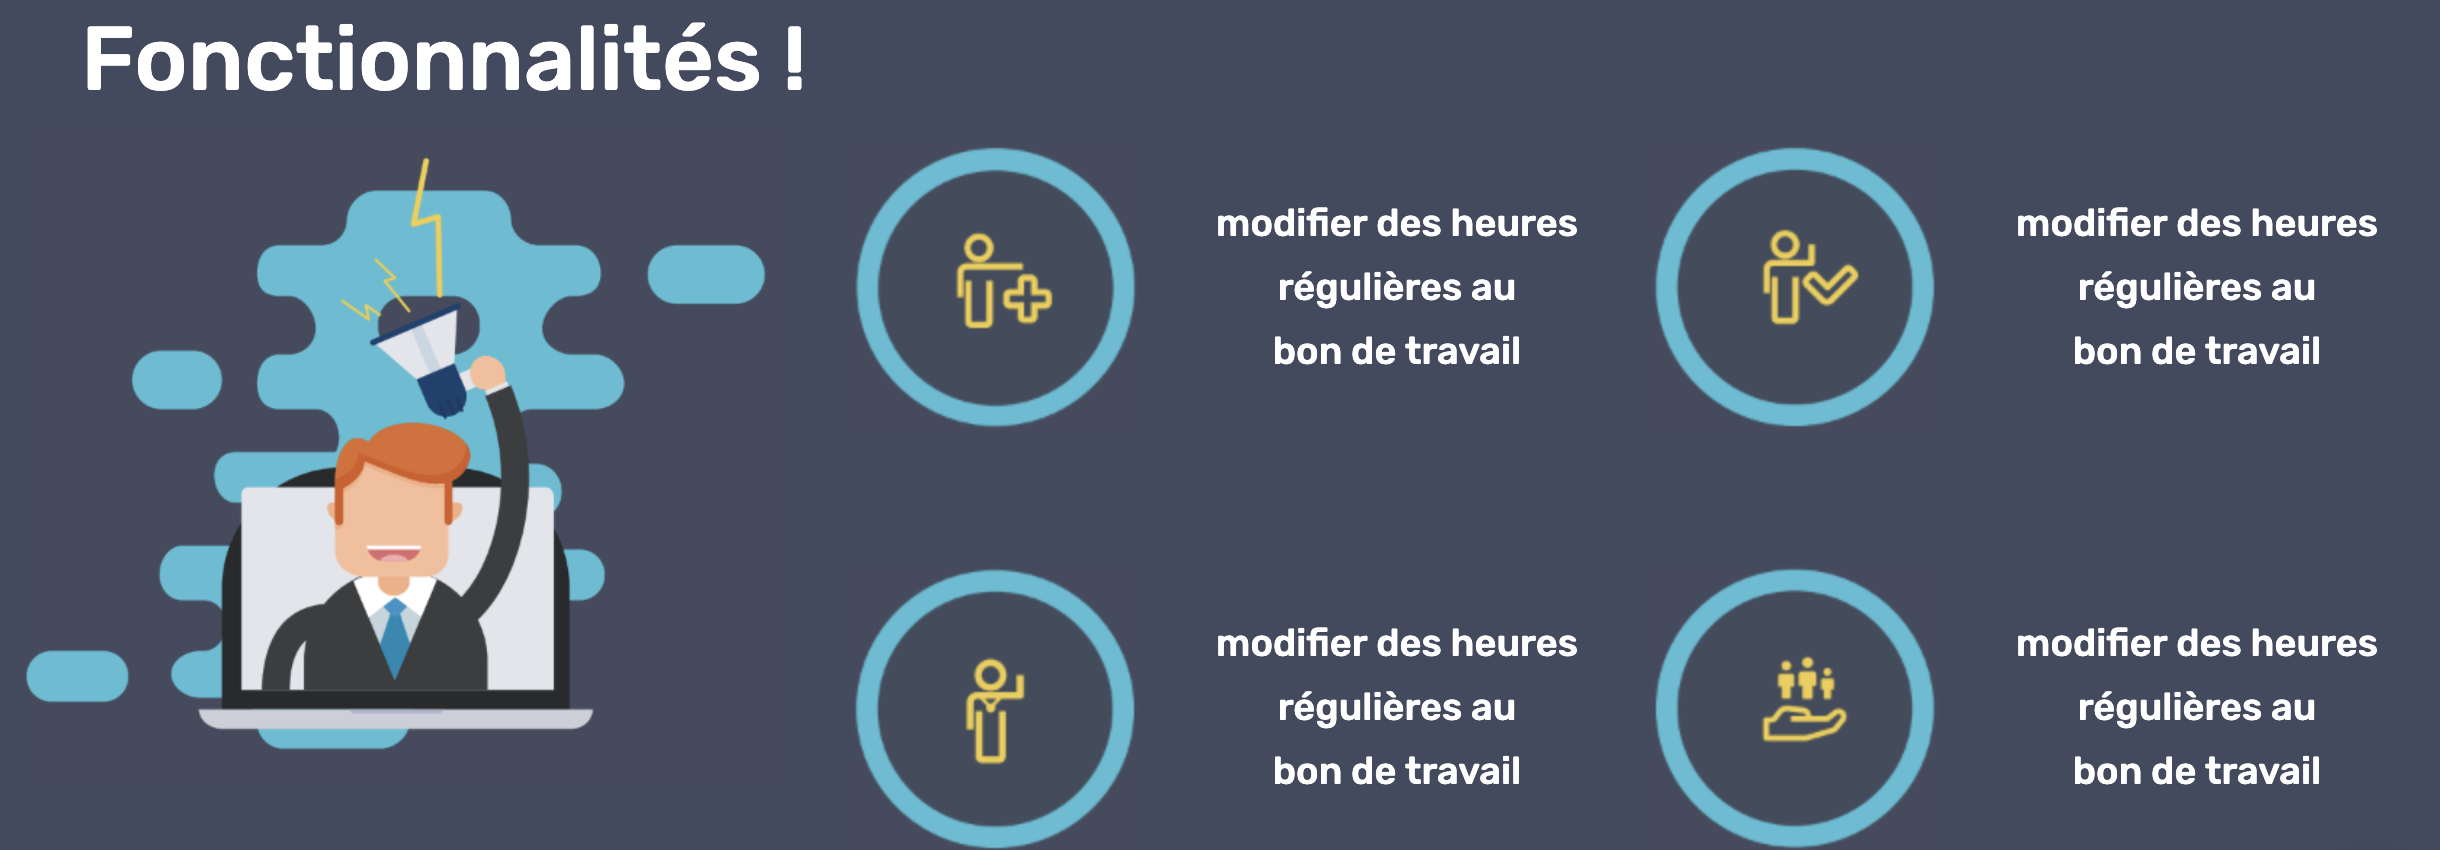 Fonctionnalités !
modifier des heures
régulières au
bon de travail
modifier des heures
régulières au
bon de travail
modifier des heures
régulières au
bon de travail
modifier des heures
régulières au
bon de travail